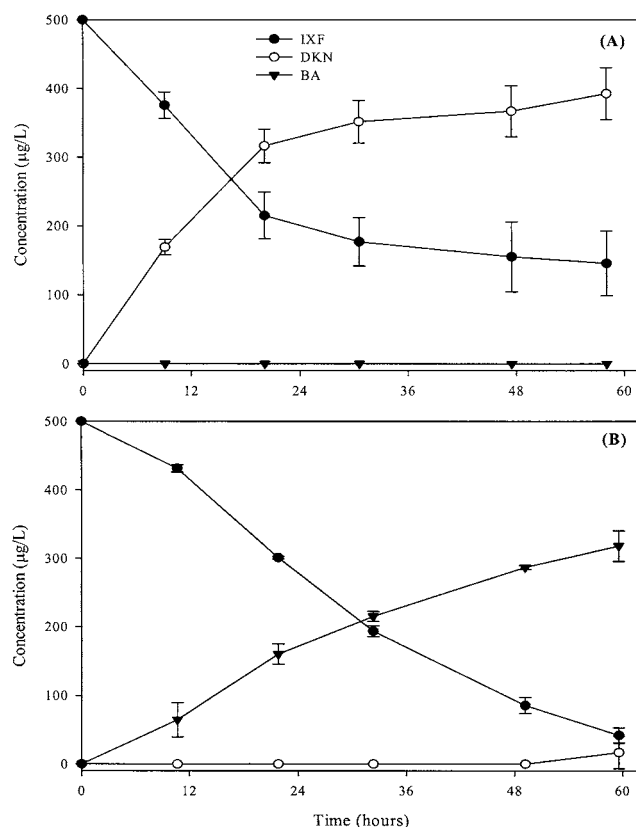 500
400
300
200
100
0
Concentration (µg/L)
IXF
DKN
BA
(A)
0 12 24 36 48 60
500
400
300
200
100
0
Concentration (µg/L)
(B)
0 12 24 36 48 60
Time (hours)